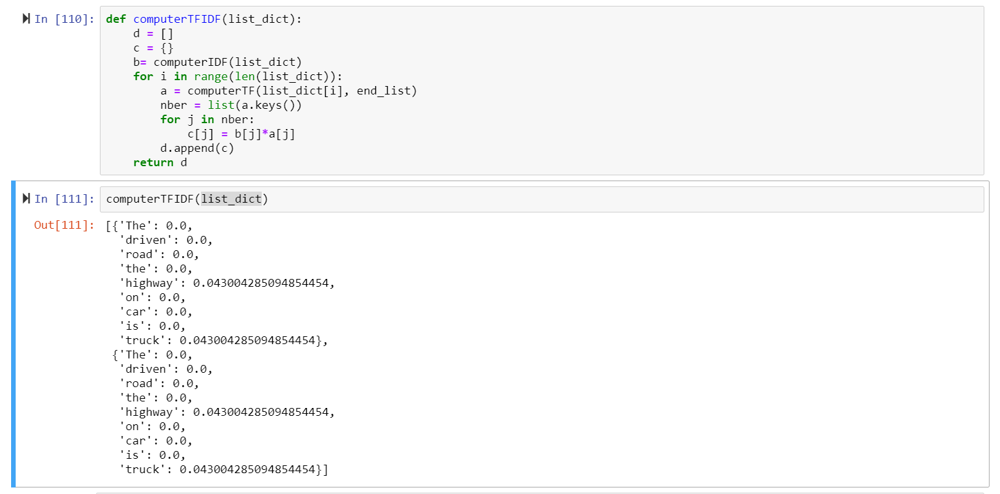 In [110]: def computerTFIDF(list_dict):
    d = []
    c = {}
    b= computerIDF(list_dict)
    for i in range(len(list_dict)):
        a = computerTF(list_dict[i], end_list)
        nber = list(a.keys())
        for j in nber:
            c[j] = b[j]*a[j]
        d.append(c)
    return d
In [111]: computerTFIDF(list_dict)
Out[111]: [{'The': 0.0,
  'driven': 0.0,
  'road': 0.0,
  'the': 0.0,
  'highway': 0.043004285094854454,
  'on': 0.0,
  'car': 0.0,
  'is': 0.0,
  'truck': 0.043004285094854454},
 {'The': 0.0,
  'driven': 0.0,
  'road': 0.0,
  'the': 0.0,
  'highway': 0.043004285094854454,
  'on': 0.0,
  'car': 0.0,
  'is': 0.0,
  'truck': 0.043004285094854454}]